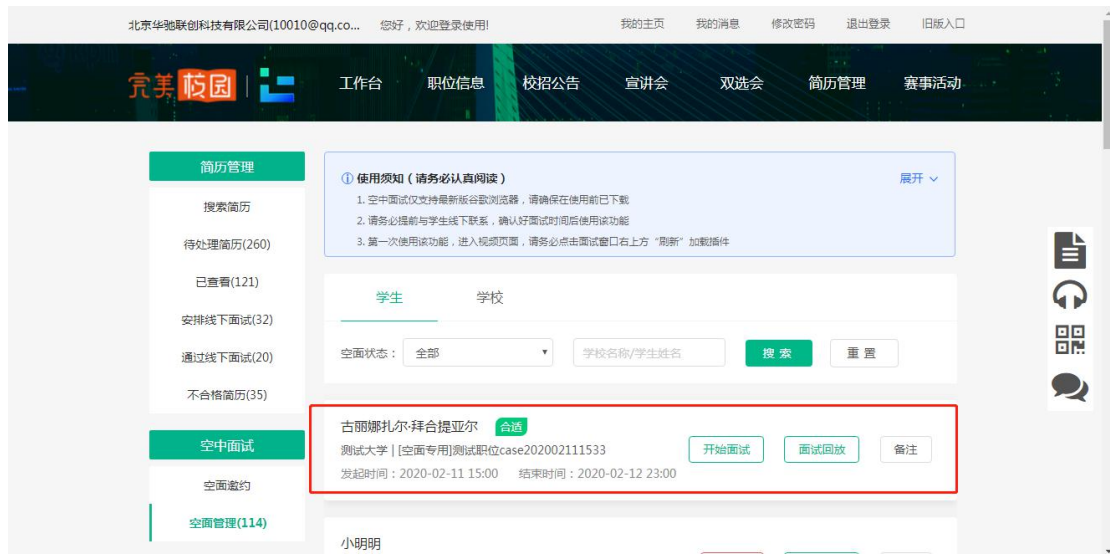 北京华驰联创科技有限公司(10010@qq.co... 您好，欢迎登录使用! 我的主页 我的消息 修改密码 退出登录 旧版入口
完美校园 工作台 职位信息 校招公告 宣讲会 双选会 简历管理 赛事活动
简历管理
搜索简历
待处理简历(260)
已查看(121)
安排线下面试(32)
通过线下面试(20)
不合格简历(35)
空中面试
空面邀约
空面管理(114)
使用须知（请务必认真阅读） 展开
1. 空中面试仅支持最新版谷歌浏览器，请确保在使用前已下载
2. 请务必提前与学生线下联系，确认好面试时间后使用该功能
3. 第一次使用该功能，进入视频页面，请务必点击面试窗口右上方“刷新”加载插件
学生 学校
空面状态： 全部 学校名称/学生姓名 搜索 重置
古丽娜扎尔·拜合提亚尔 合适
测试大学 | [空面专用]测试职位case202002111533 开始面试 面试回放 备注
发起时间：2020-02-11 15:00 结束时间：2020-02-12 23:00
小明明